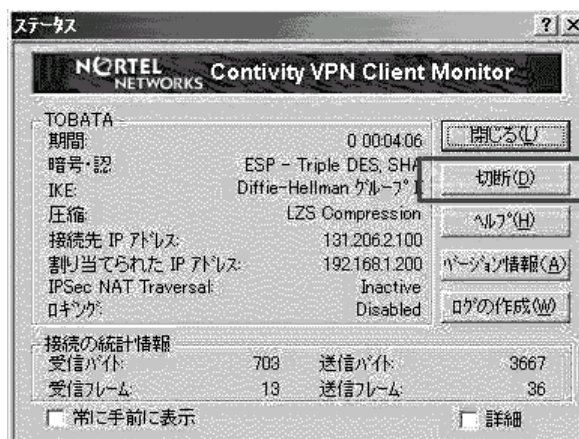 ステータス
NORTEL NETWORKS Contivity VPN Client Monitor
TOBATA
期間: 0 00:04:06
暗号・認 ESP - Triple DES, SHA
IKE: Diffie-Hellman グループ
圧縮: LZS Compression
接続先 IP アドレス: 131.206.2.100
割り当てられた IP アドレス: 192.168.1.200
IPSec NAT Traversal: Inactive
ロギング: Disabled
閉じる(L)
切断(D)
ヘルプ(H)
バージョン情報(A)
ログの作成(W)
接続の統計情報
受信バイト: 703 送信バイト: 3667
受信フレーム: 13 送信フレーム: 36
常に手前に表示 詳細